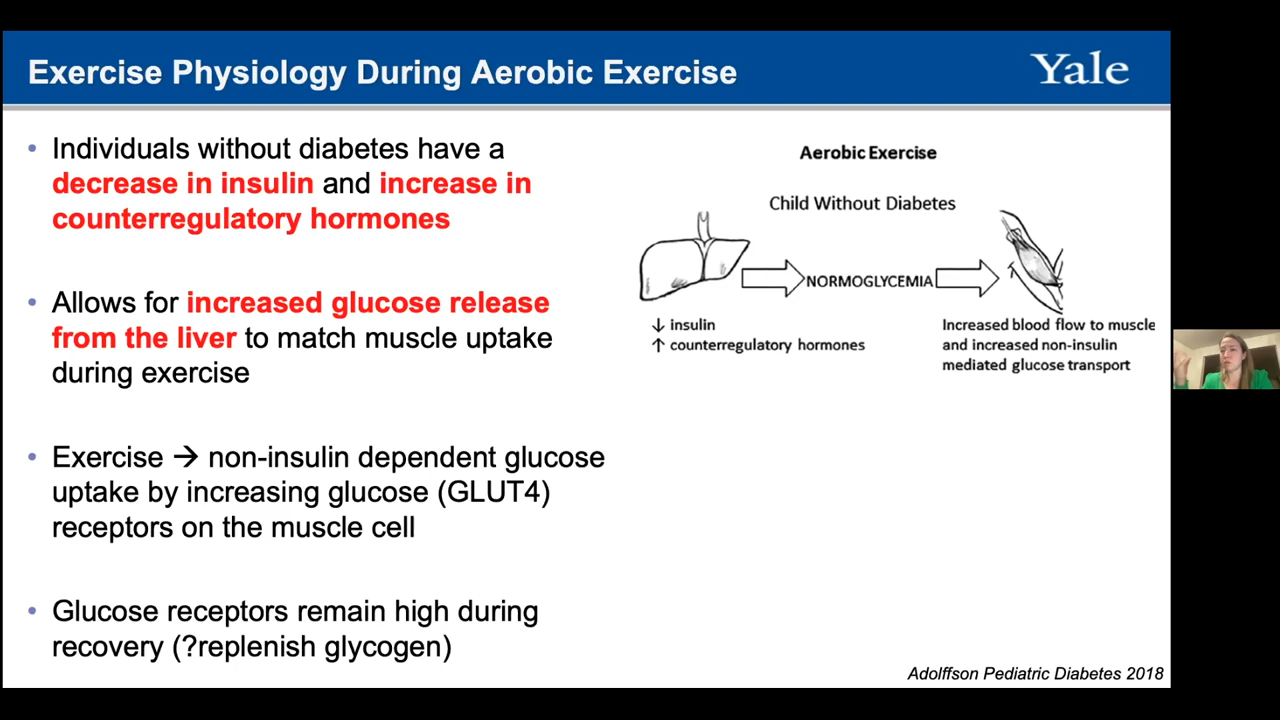 Exercise Physiology During Aerobic Exercise
Yale
• Individuals without diabetes have a
decrease in insulin and increase in
counterregulatory hormones
• Allows for increased glucose release
from the liver to match muscle uptake
during exercise
• Exercise → non-insulin dependent glucose
uptake by increasing glucose (GLUT4)
receptors on the muscle cell
• Glucose receptors remain high during
recovery (?replenish glycogen)
Aerobic Exercise
Child Without Diabetes
NORMOGLYCEMIA
↓ insulin
↑ counterregulatory hormones
Increased blood flow to muscle
and increased non-insulin
mediated glucose transport
Adolffson Pediatric Diabetes 2018